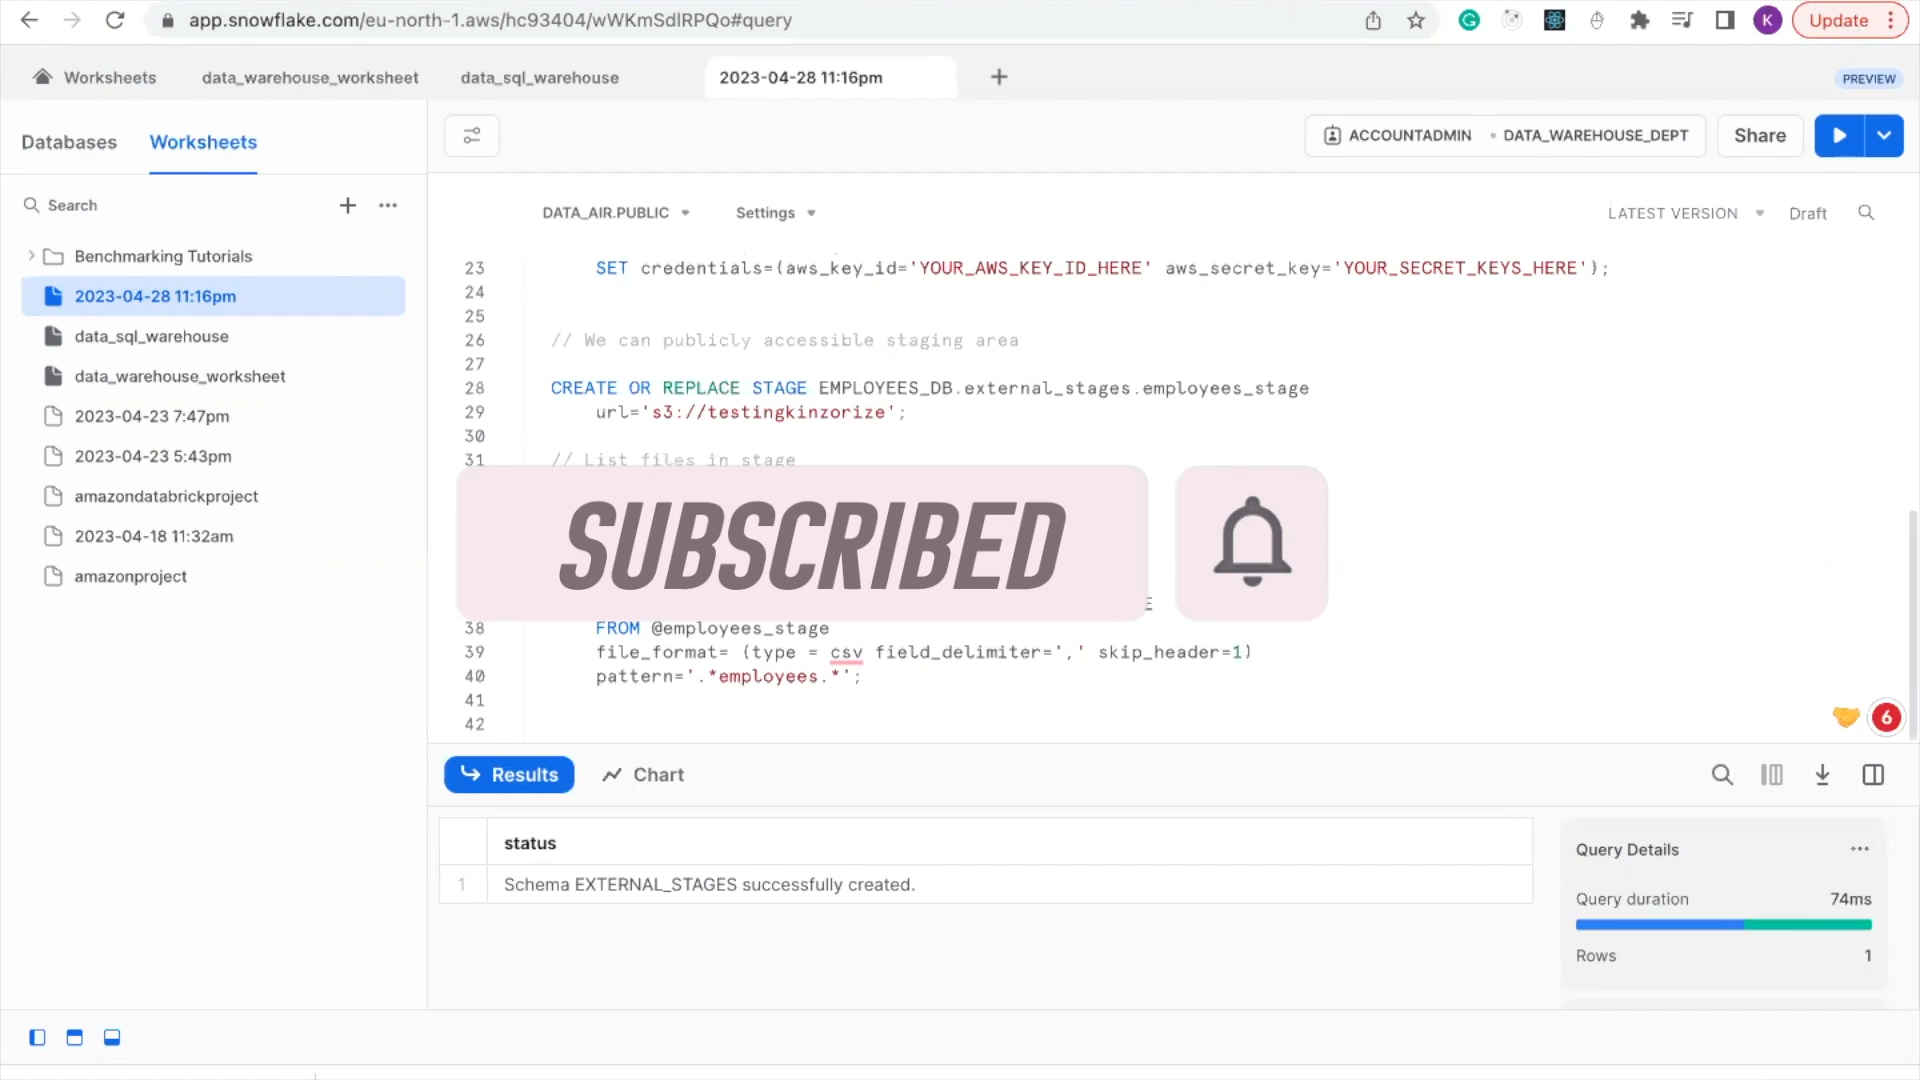 app.snowflake.com/eu-north-1.aws/hc93404/wWKmSdlRPQo#query
K
Update
Worksheets
data_warehouse_worksheet
data_sql_warehouse
2023-04-28 11:16pm
PREVIEW
Databases
Worksheets
ACCOUNTADMIN
DATA_WAREHOUSE_DEPT
Share
Search
DATA_AIR.PUBLIC
Settings
LATEST VERSION
Draft
Benchmarking Tutorials
2023-04-28 11:16pm
data_sql_warehouse
data_warehouse_worksheet
2023-04-23 7:47pm
2023-04-23 5:43pm
amazondatabrickproject
2023-04-18 11:32am
amazonproject
23 SET credentials=(aws_key_id='YOUR_AWS_KEY_ID_HERE' aws_secret_key='YOUR_SECRET_KEYS_HERE');
24
25
26 // We can publicly accessible staging area
27
28 CREATE OR REPLACE STAGE EMPLOYEES_DB.external_stages.employees_stage
29 url='s3://testingkinzorize';
30
31 // List files in stage
SUBSCRIBED
38 FROM @employees_stage
39 file_format= (type = csv field_delimiter=',' skip_header=1)
40 pattern='.*employees.*';
41
42
6
Results
Chart
status
1 Schema EXTERNAL_STAGES successfully created.
Query Details
Query duration 74ms
Rows 1